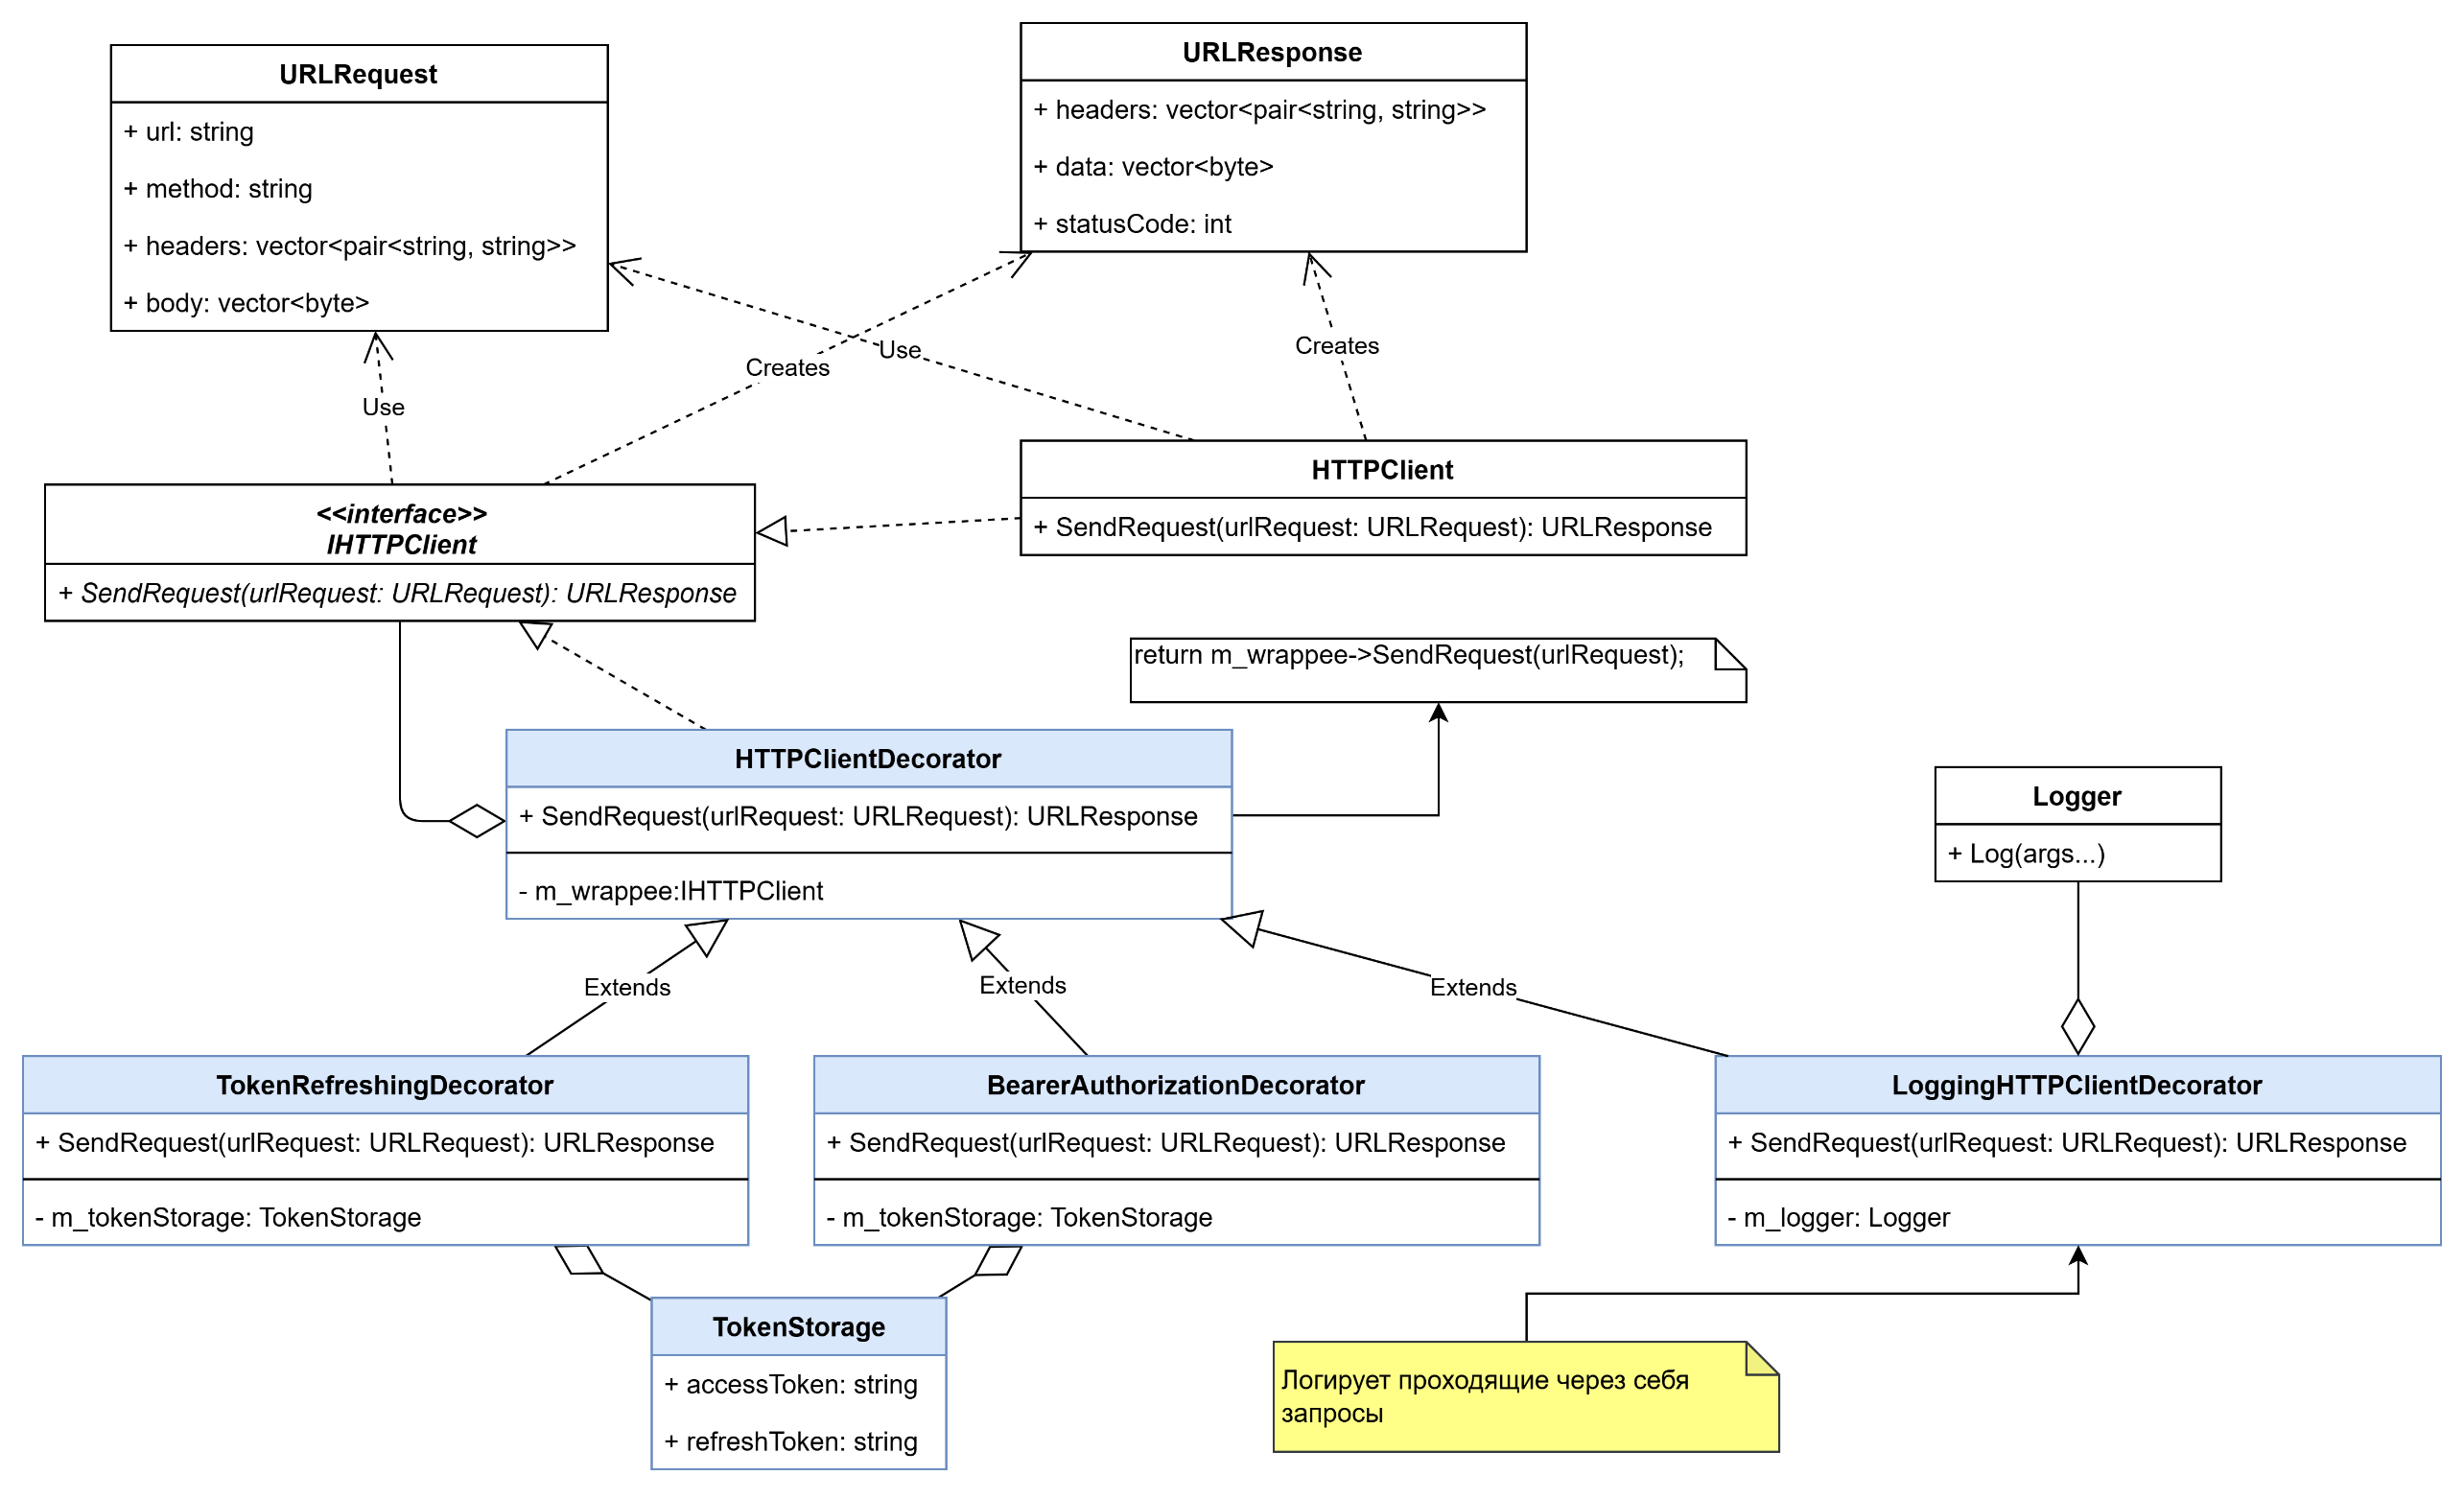 URLRequest
+ url: string
+ method: string
+ headers: vector<pair<string, string>>
+ body: vector<byte>
URLResponse
+ headers: vector<pair<string, string>>
+ data: vector<byte>
+ statusCode: int
Use
Creates
Use
Creates
<<interface>>
IHTTPClient
+ SendRequest(urlRequest: URLRequest): URLResponse
HTTPClient
+ SendRequest(urlRequest: URLRequest): URLResponse
return m_wrappee->SendRequest(urlRequest);
HTTPClientDecorator
+ SendRequest(urlRequest: URLRequest): URLResponse
- m_wrappee:IHTTPClient
Logger
+ Log(args...)
Extends
Extends
Extends
TokenRefreshingDecorator
+ SendRequest(urlRequest: URLRequest): URLResponse
- m_tokenStorage: TokenStorage
BearerAuthorizationDecorator
+ SendRequest(urlRequest: URLRequest): URLResponse
- m_tokenStorage: TokenStorage
LoggingHTTPClientDecorator
+ SendRequest(urlRequest: URLRequest): URLResponse
- m_logger: Logger
TokenStorage
+ accessToken: string
+ refreshToken: string
Логирует проходящие через себя
запросы